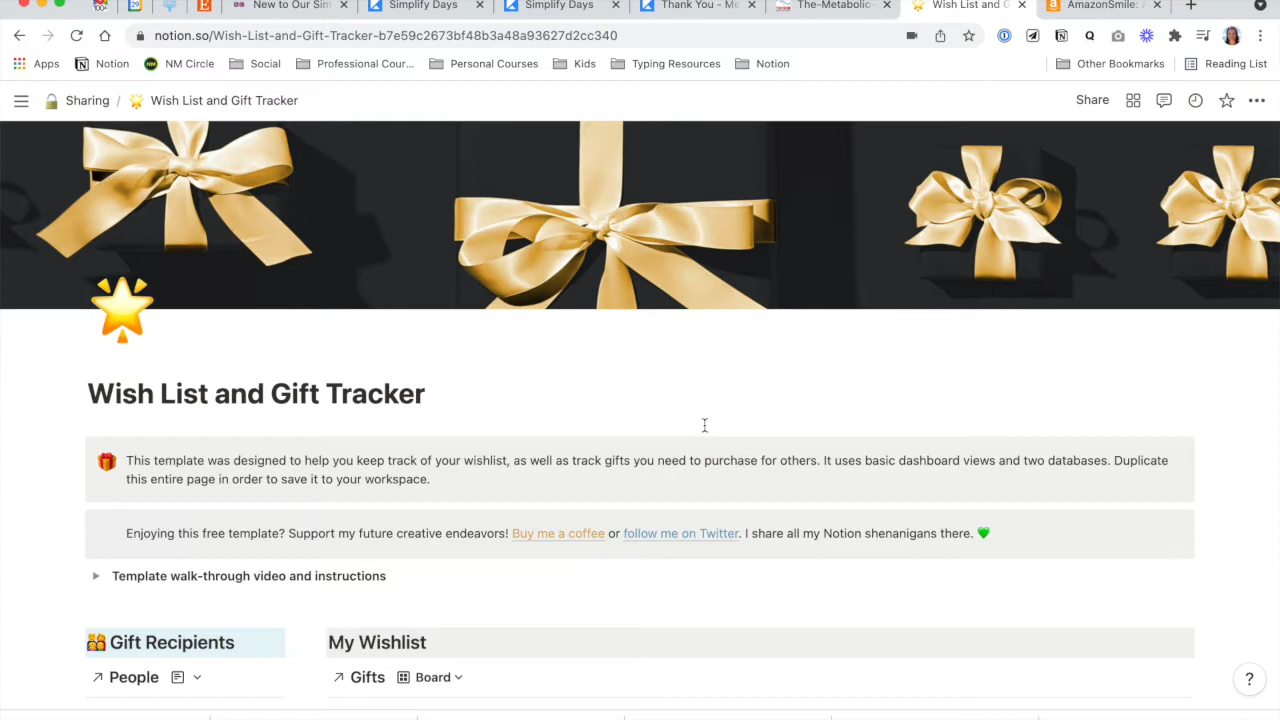 New to Our Sim
Simplify Days
Simplify Days
Thank You - Me
The-Metabolic-
Wish List and G
AmazonSmile: A
notion.so/Wish-List-and-Gift-Tracker-b7e59c2673bf48b3a48a93627d2cc340
Apps
Notion
NM Circle
Social
Professional Cour...
Personal Courses
Kids
Typing Resources
Notion
Other Bookmarks
Reading List
Sharing / Wish List and Gift Tracker
Share
Wish List and Gift Tracker
This template was designed to help you keep track of your wishlist, as well as track gifts you need to purchase for others. It uses basic dashboard views and two databases. Duplicate
this entire page in order to save it to your workspace.
Enjoying this free template? Support my future creative endeavors! Buy me a coffee or follow me on Twitter. I share all my Notion shenanigans there.
Template walk-through video and instructions
Gift Recipients
My Wishlist
People
Gifts
Board
?